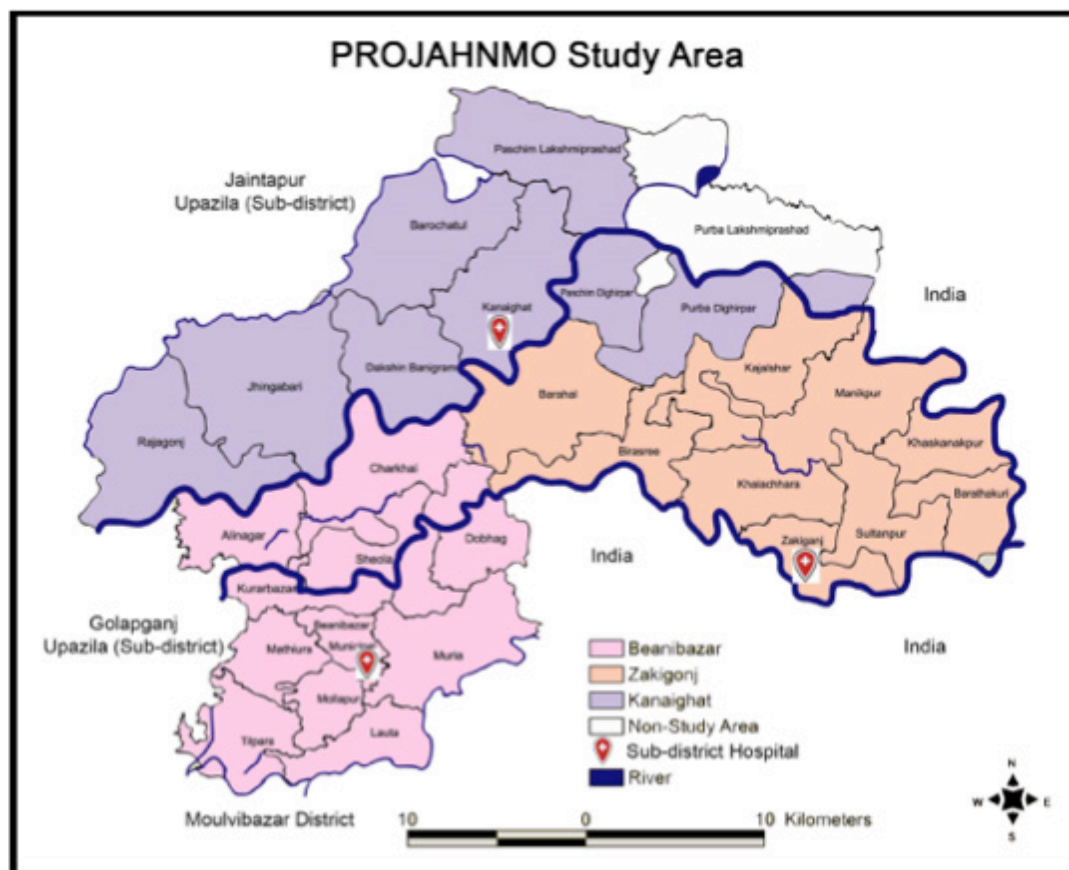 PROJAHNMO Study Area
Paschim Lakshmiprashad
Jaintapur
Upazila (Sub-district)
Barochatul
Purba Lakshmiprashad
Paschim Dighirpar
India
Kanaighat
Purba Dighirpar
Dakshin Banigram
Kajalshar
Jhingabari
Barahal
Manikpur
Rajagonj
Khaskanakpur
Birasree
Charkhai
Khalachhara
Barathakuri
Alinagar
Zakiganj
Sultanpur
Dobhag
Sheola
India
Kurarbazar
Golapganj
Upazila (Sub-district)
Beanibazar
Mathiura
Muria
Beanibazar
India
Zakigonj
Mollapur
Kanaighat
Lauta
Non-Study Area
Tilpara
Sub-district Hospital
River
N
W
E
S
Moulvibazar District
10
0
10
Kilometers